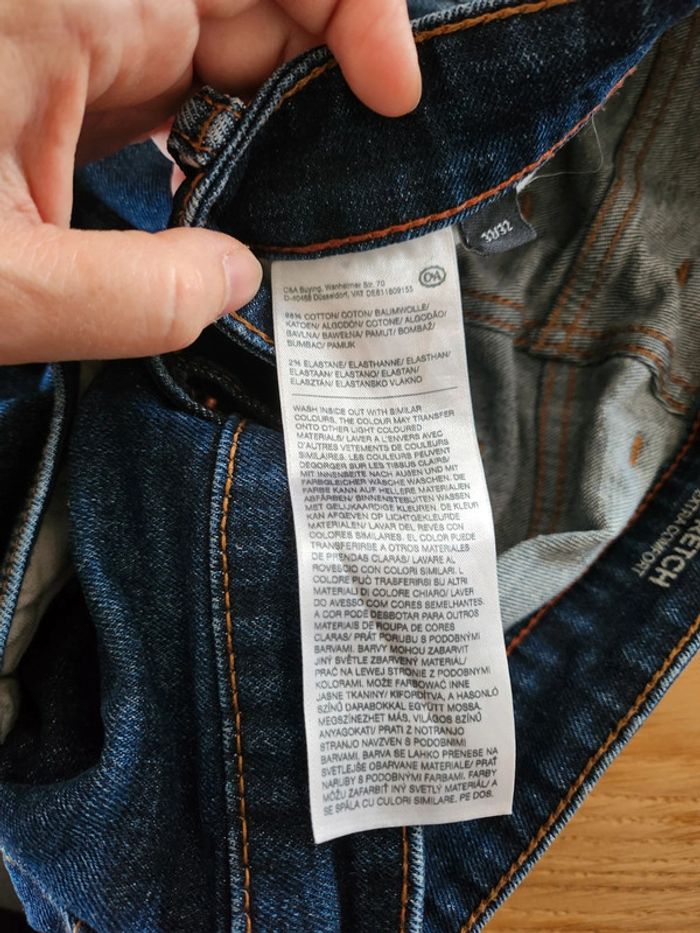 C&A
C&A Buying, Wanheimer Str. 70
D-40468 Düsseldorf, VAT DE811809155
98% COTTON/ COTON/ BAUMWOLLE/
KATOEN/ ALGODÓN/ COTONE/ ALGODÃO/
BAVLNA/ BAWEŁNA/ PAMUT/ BOMBAŽ/
BUMBAC/ PAMUK
2% ELASTANE/ ELASTHANNE/ ELASTHAN/
ELASTAAN/ ELASTANO/ ELASTAN/
ELASZTÁN/ ELASTANSKO VLAKNO
WASH INSIDE OUT WITH SIMILAR
COLOURS. THE COLOUR MAY TRANSFER
ONTO OTHER LIGHT COLOURED
MATERIALS/ LAVER A L'ENVERS AVEC
D'AUTRES VETEMENTS DE COULEURS
SIMILAIRES. LES COULEURS PEUVENT
DEGORGER SUR LES TISSUS CLAIRS/
MIT INNENSEITE NACH AUßEN UND MIT
FARBGLEICHER WÄSCHE WASCHEN. DIE
FARBE KANN AUF HELLERE MATERIALIEN
ABFÄRBEN/ BINNENSTEBUITEN WASSEN
MET GELIJKAARDIGE KLEUREN. DE KLEUR
KAN AFGEVEN OP LICHTGEKLEURDE
MATERIALEN/ LAVAR DEL REVÉS CON
COLORES SIMILARES. EL COLOR PUEDE
TRANSFERIRSE A OTROS MATERIALES
DE PRENDAS CLARAS/ LAVARE AL
ROVESCIO CON COLORI SIMILARI. L
COLORE PUÒ TRASFERIRSI SU ALTRI
MATERIALI DI COLORE CHIARO/ LAVAR
DO AVESSO COM CORES SEMELHANTES.
A COR PODE DESBOTAR PARA OUTROS
MATERIAIS DE ROUPA DE CORES
CLARAS/ PRÁT PORUBU S PODOBNÝMI
BARVAMI. BARVY MOHOU ZABARVIT
JINÝ SVĚTLE ZBARVENÝ MATERIÁL/
PRAĆ NA LEWEJ STRONIE Z PODOBNYMI
KOLORAMI. MOŻE FARBOWAĆ INNE
JASNE TKANINY/ KIFORDÍTVA, A HASONLÓ
SZÍNŰ DARABOKKAL EGYÜTT MOSSA.
MEGSZÍNEZHET MÁS, VILÁGOS SZÍNŰ
ANYAGOKAT/ PRATI Z NOTRANJO
STRANJO NAVZVEN S PODOBNIMI
BARVAMI. BARVA SE LAHKO PRENESE NA
SVETLEJŠE OBARVANE MATERIALE/ PRAŤ
NARUBY S PODOBNÝMI FARBAMI. FARBY
MÔŽU ZAFARBIŤ INÝ SVETLÝ MATERIÁL/ A
SE SPĂLA CU CULORI SIMILARE, PE DOS.
33/32
COMFORT